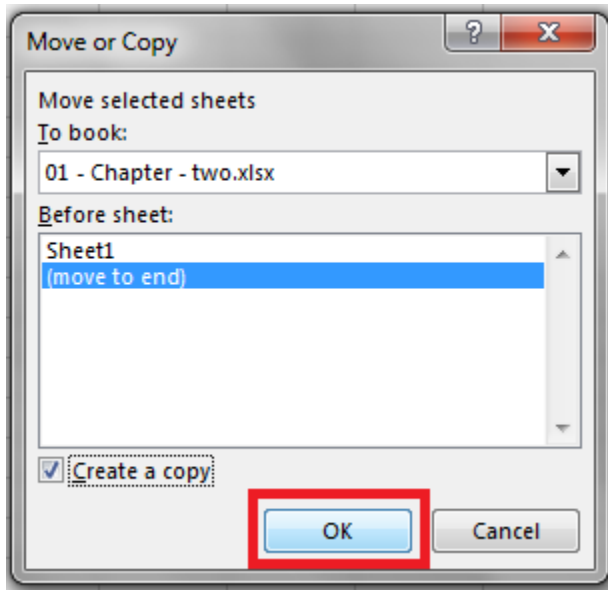 Move or Copy
Move selected sheets
To book:
01 - Chapter - two.xlsx
Before sheet:
Sheet1
(move to end)
Create a copy
OK Cancel